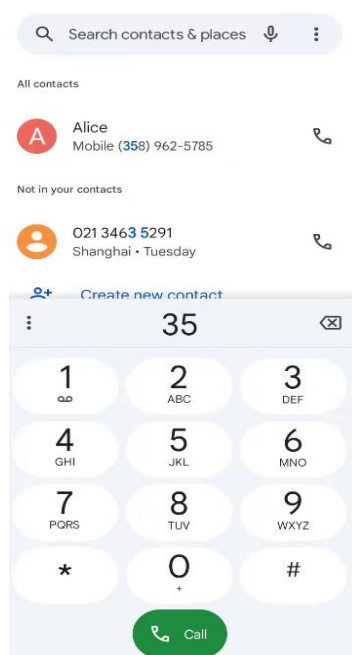 Search contacts & places
All contacts
A
Alice
Mobile (358) 962-5785
Not in your contacts
021 3463 5291
Shanghai • Tuesday
Create new contact
35
1 2 3
ABC DEF
4 5 6
GHI JKL MNO
7 8 9
PQRS TUV WXYZ
* 0 #
+
Call